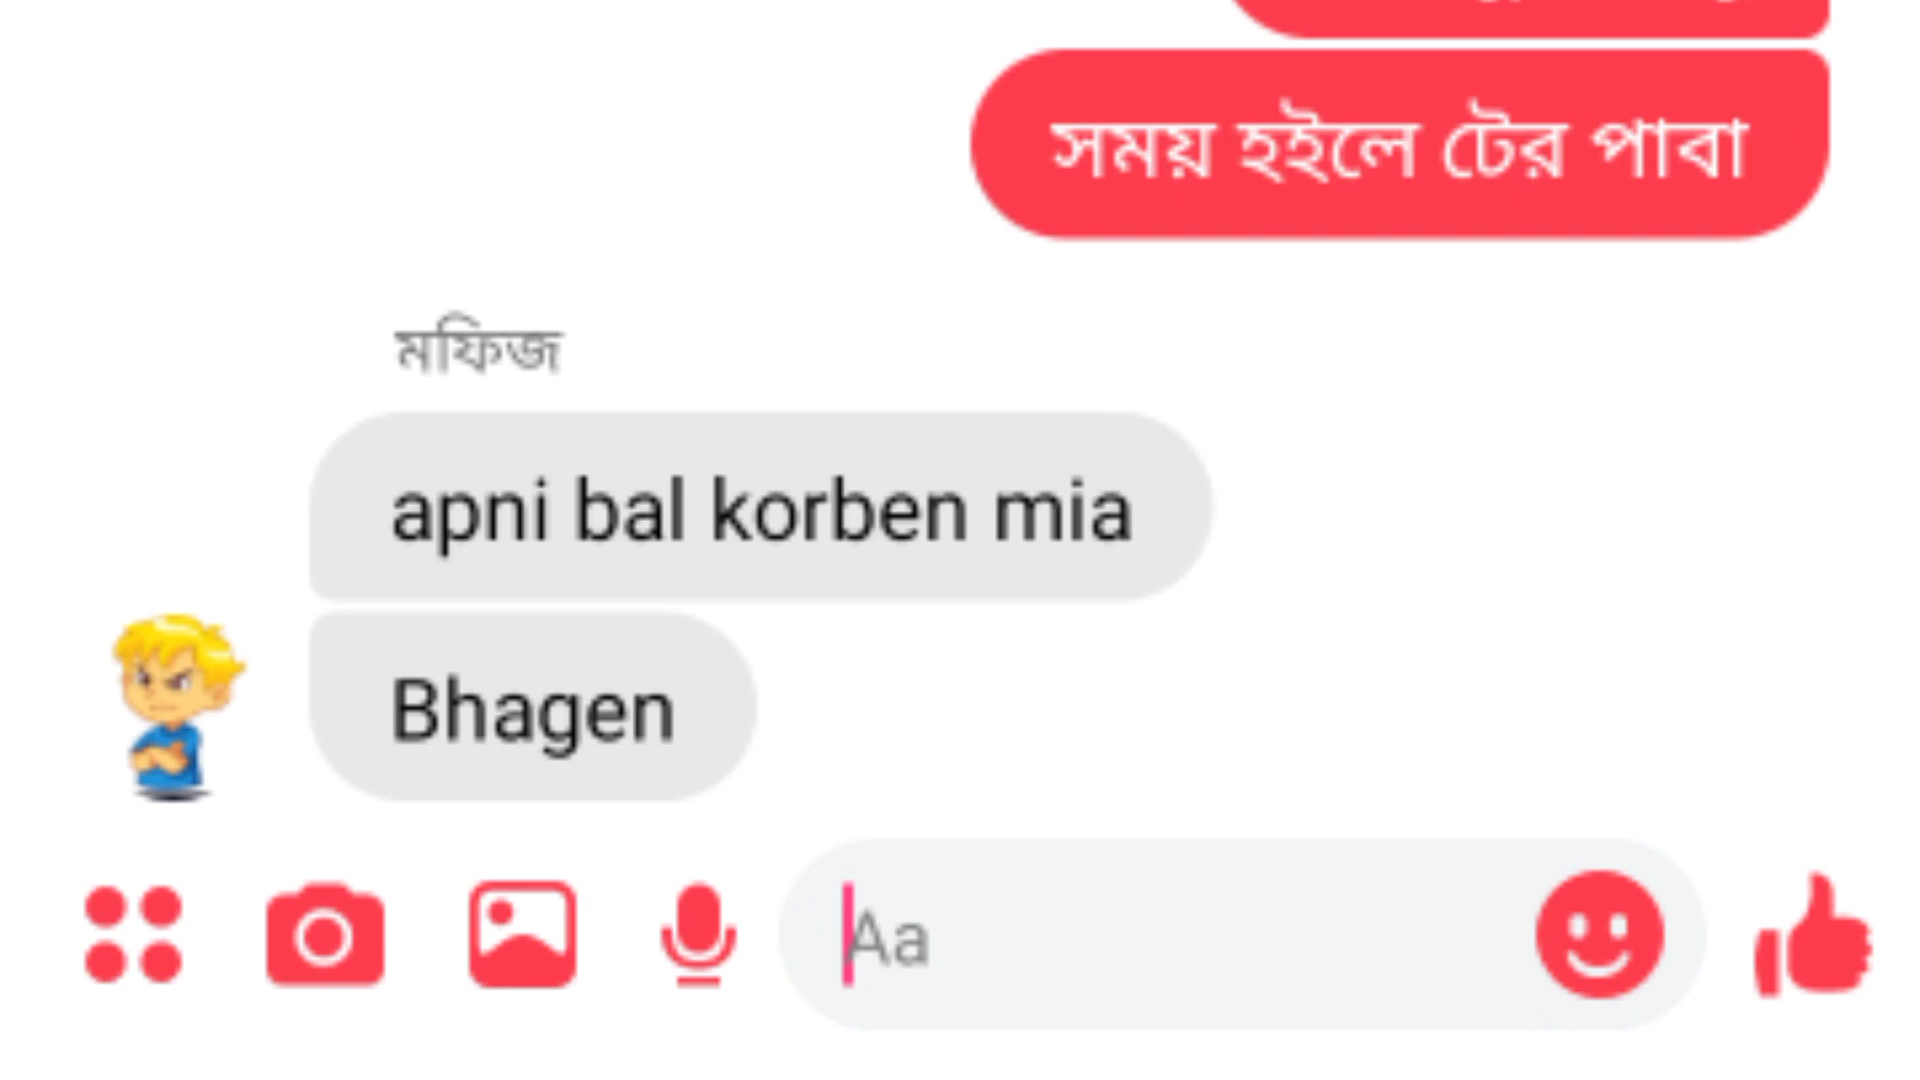 সময় হইলে টের পাবা
মফিজ
apni bal korben mia
Bhagen
Aa